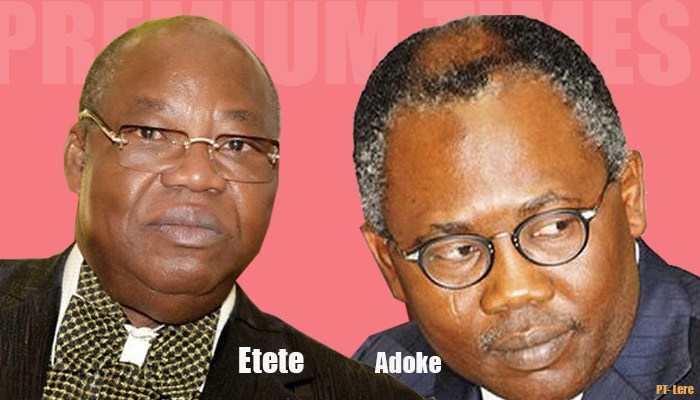 PREMIUM TIMES
Etete
Adoke
PT- Lere